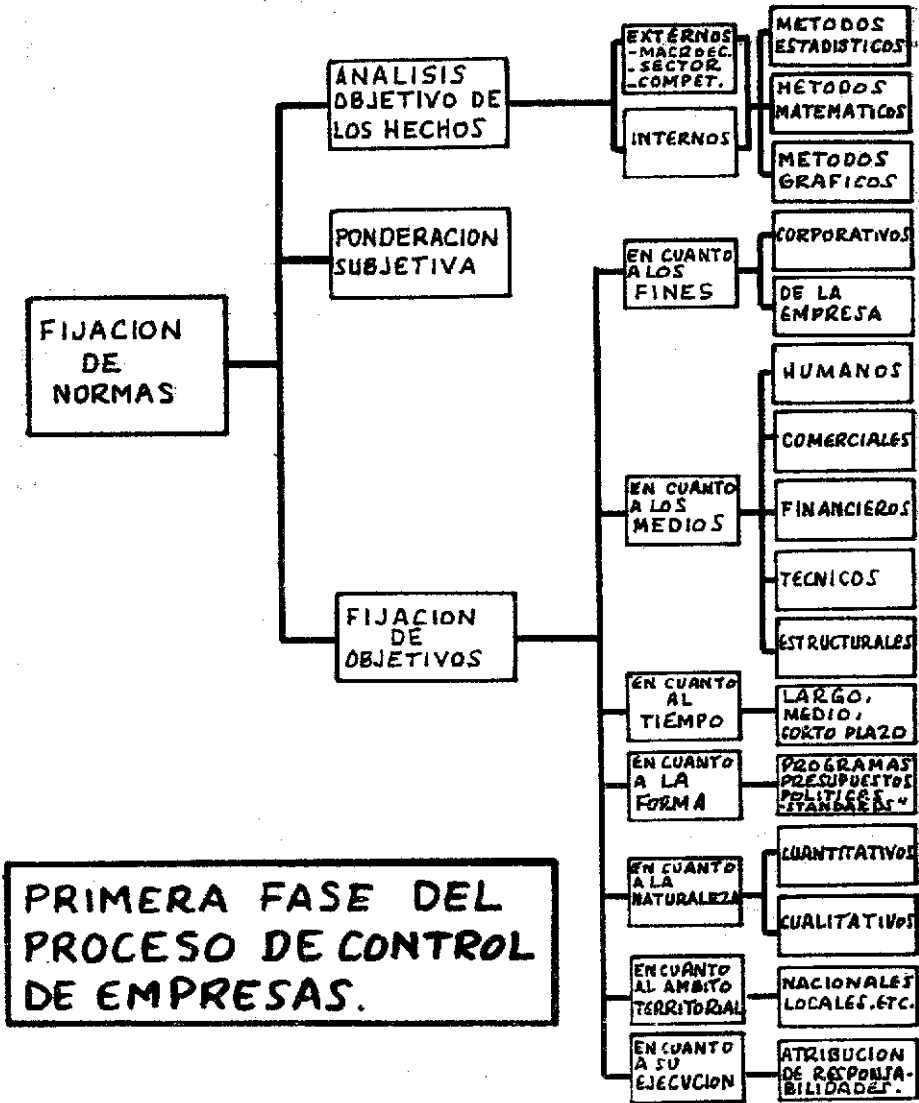 FIJACION
DE
NORMAS
ANALISIS
OBJETIVO DE
LOS HECHOS
EXTERNOS
-MACROEC.
-SECTOR
-COMPET.
INTERNOS
METODOS
ESTADISTICOS
METODOS
MATEMATICOS
METODOS
GRAFICOS
PONDERACION
SUBJETIVA
FIJACION
DE
OBJETIVOS
EN CUANTO
A LOS
FINES
CORPORATIVOS
DE LA
EMPRESA
EN CUANTO
A LOS
MEDIOS
HUMANOS
COMERCIALES
FINANCIEROS
TECNICOS
ESTRUCTURALES
EN CUANTO
AL
TIEMPO
LARGO,
MEDIO,
CORTO PLAZO
EN CUANTO
A LA
FORMA
PROGRAMAS
PRESUPUESTOS
POLITICAS
"STANDARDS"
EN CUANTO
A LA
NATURALEZA
CUANTITATIVOS
CUALITATIVOS
EN CUANTO
AL AMBITO
TERRITORIAL
NACIONALES
LOCALES, ETC.
EN CUANTO
A SU
EJECUCION
ATRIBUCION
DE RESPONSA-
BILIDADES.
PRIMERA FASE DEL
PROCESO DE CONTROL
DE EMPRESAS.